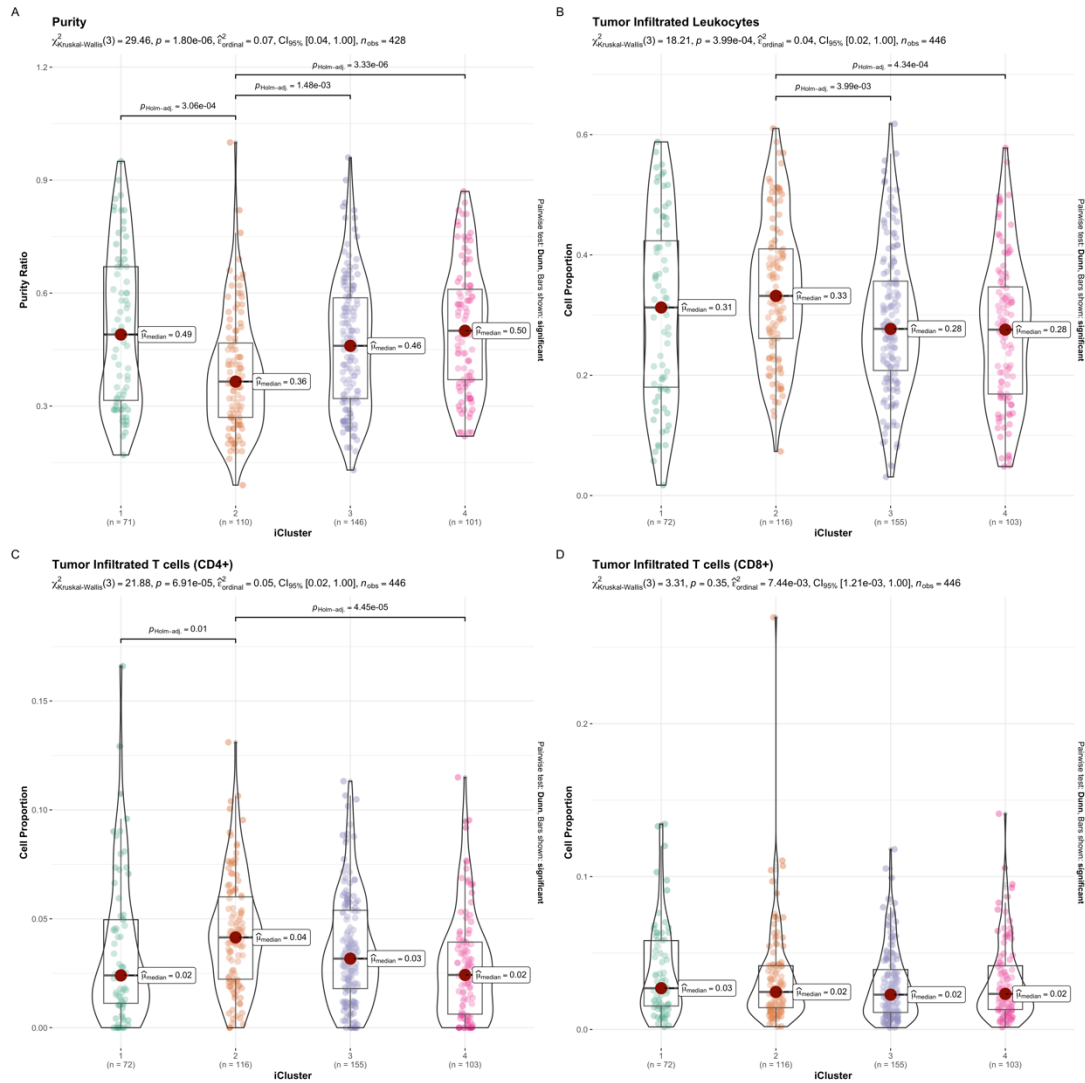 A
Purity
χ²Kruskal-Wallis(3) = 29.46, p = 1.80e-06, ε̂²ordinal = 0.07, CI95% [0.04, 1.00], nobs = 428
pHolm-adj. = 3.33e-06
pHolm-adj. = 1.48e-03
pHolm-adj. = 3.06e-04
1.2
0.9
0.6
0.3
Purity Ratio
μ̂median = 0.49
μ̂median = 0.36
μ̂median = 0.46
μ̂median = 0.50
Pairwise test: Dunn, Bars shown: significant
1 2 3 4
(n = 71) (n = 110) (n = 146) (n = 101)
iCluster
B
Tumor Infiltrated Leukocytes
χ²Kruskal-Wallis(3) = 18.21, p = 3.99e-04, ε̂²ordinal = 0.04, CI95% [0.02, 1.00], nobs = 446
pHolm-adj. = 4.34e-04
pHolm-adj. = 3.99e-03
0.6
0.4
0.2
0.0
Cell Proportion
μ̂median = 0.31
μ̂median = 0.33
μ̂median = 0.28
μ̂median = 0.28
Pairwise test: Dunn, Bars shown: significant
1 2 3 4
(n = 72) (n = 116) (n = 155) (n = 103)
iCluster
C
Tumor Infiltrated T cells (CD4+)
χ²Kruskal-Wallis(3) = 21.88, p = 6.91e-05, ε̂²ordinal = 0.05, CI95% [0.02, 1.00], nobs = 446
pHolm-adj. = 4.45e-05
pHolm-adj. = 0.01
0.15
0.10
0.05
0.00
Cell Proportion
μ̂median = 0.02
μ̂median = 0.04
μ̂median = 0.03
μ̂median = 0.02
Pairwise test: Dunn, Bars shown: significant
1 2 3 4
(n = 72) (n = 116) (n = 155) (n = 103)
iCluster
D
Tumor Infiltrated T cells (CD8+)
χ²Kruskal-Wallis(3) = 3.31, p = 0.35, ε̂²ordinal = 7.44e-03, CI95% [1.21e-03, 1.00], nobs = 446
0.2
0.1
0.0
Cell Proportion
μ̂median = 0.03
μ̂median = 0.02
μ̂median = 0.02
μ̂median = 0.02
Pairwise test: Dunn, Bars shown: significant
1 2 3 4
(n = 72) (n = 116) (n = 155) (n = 103)
iCluster